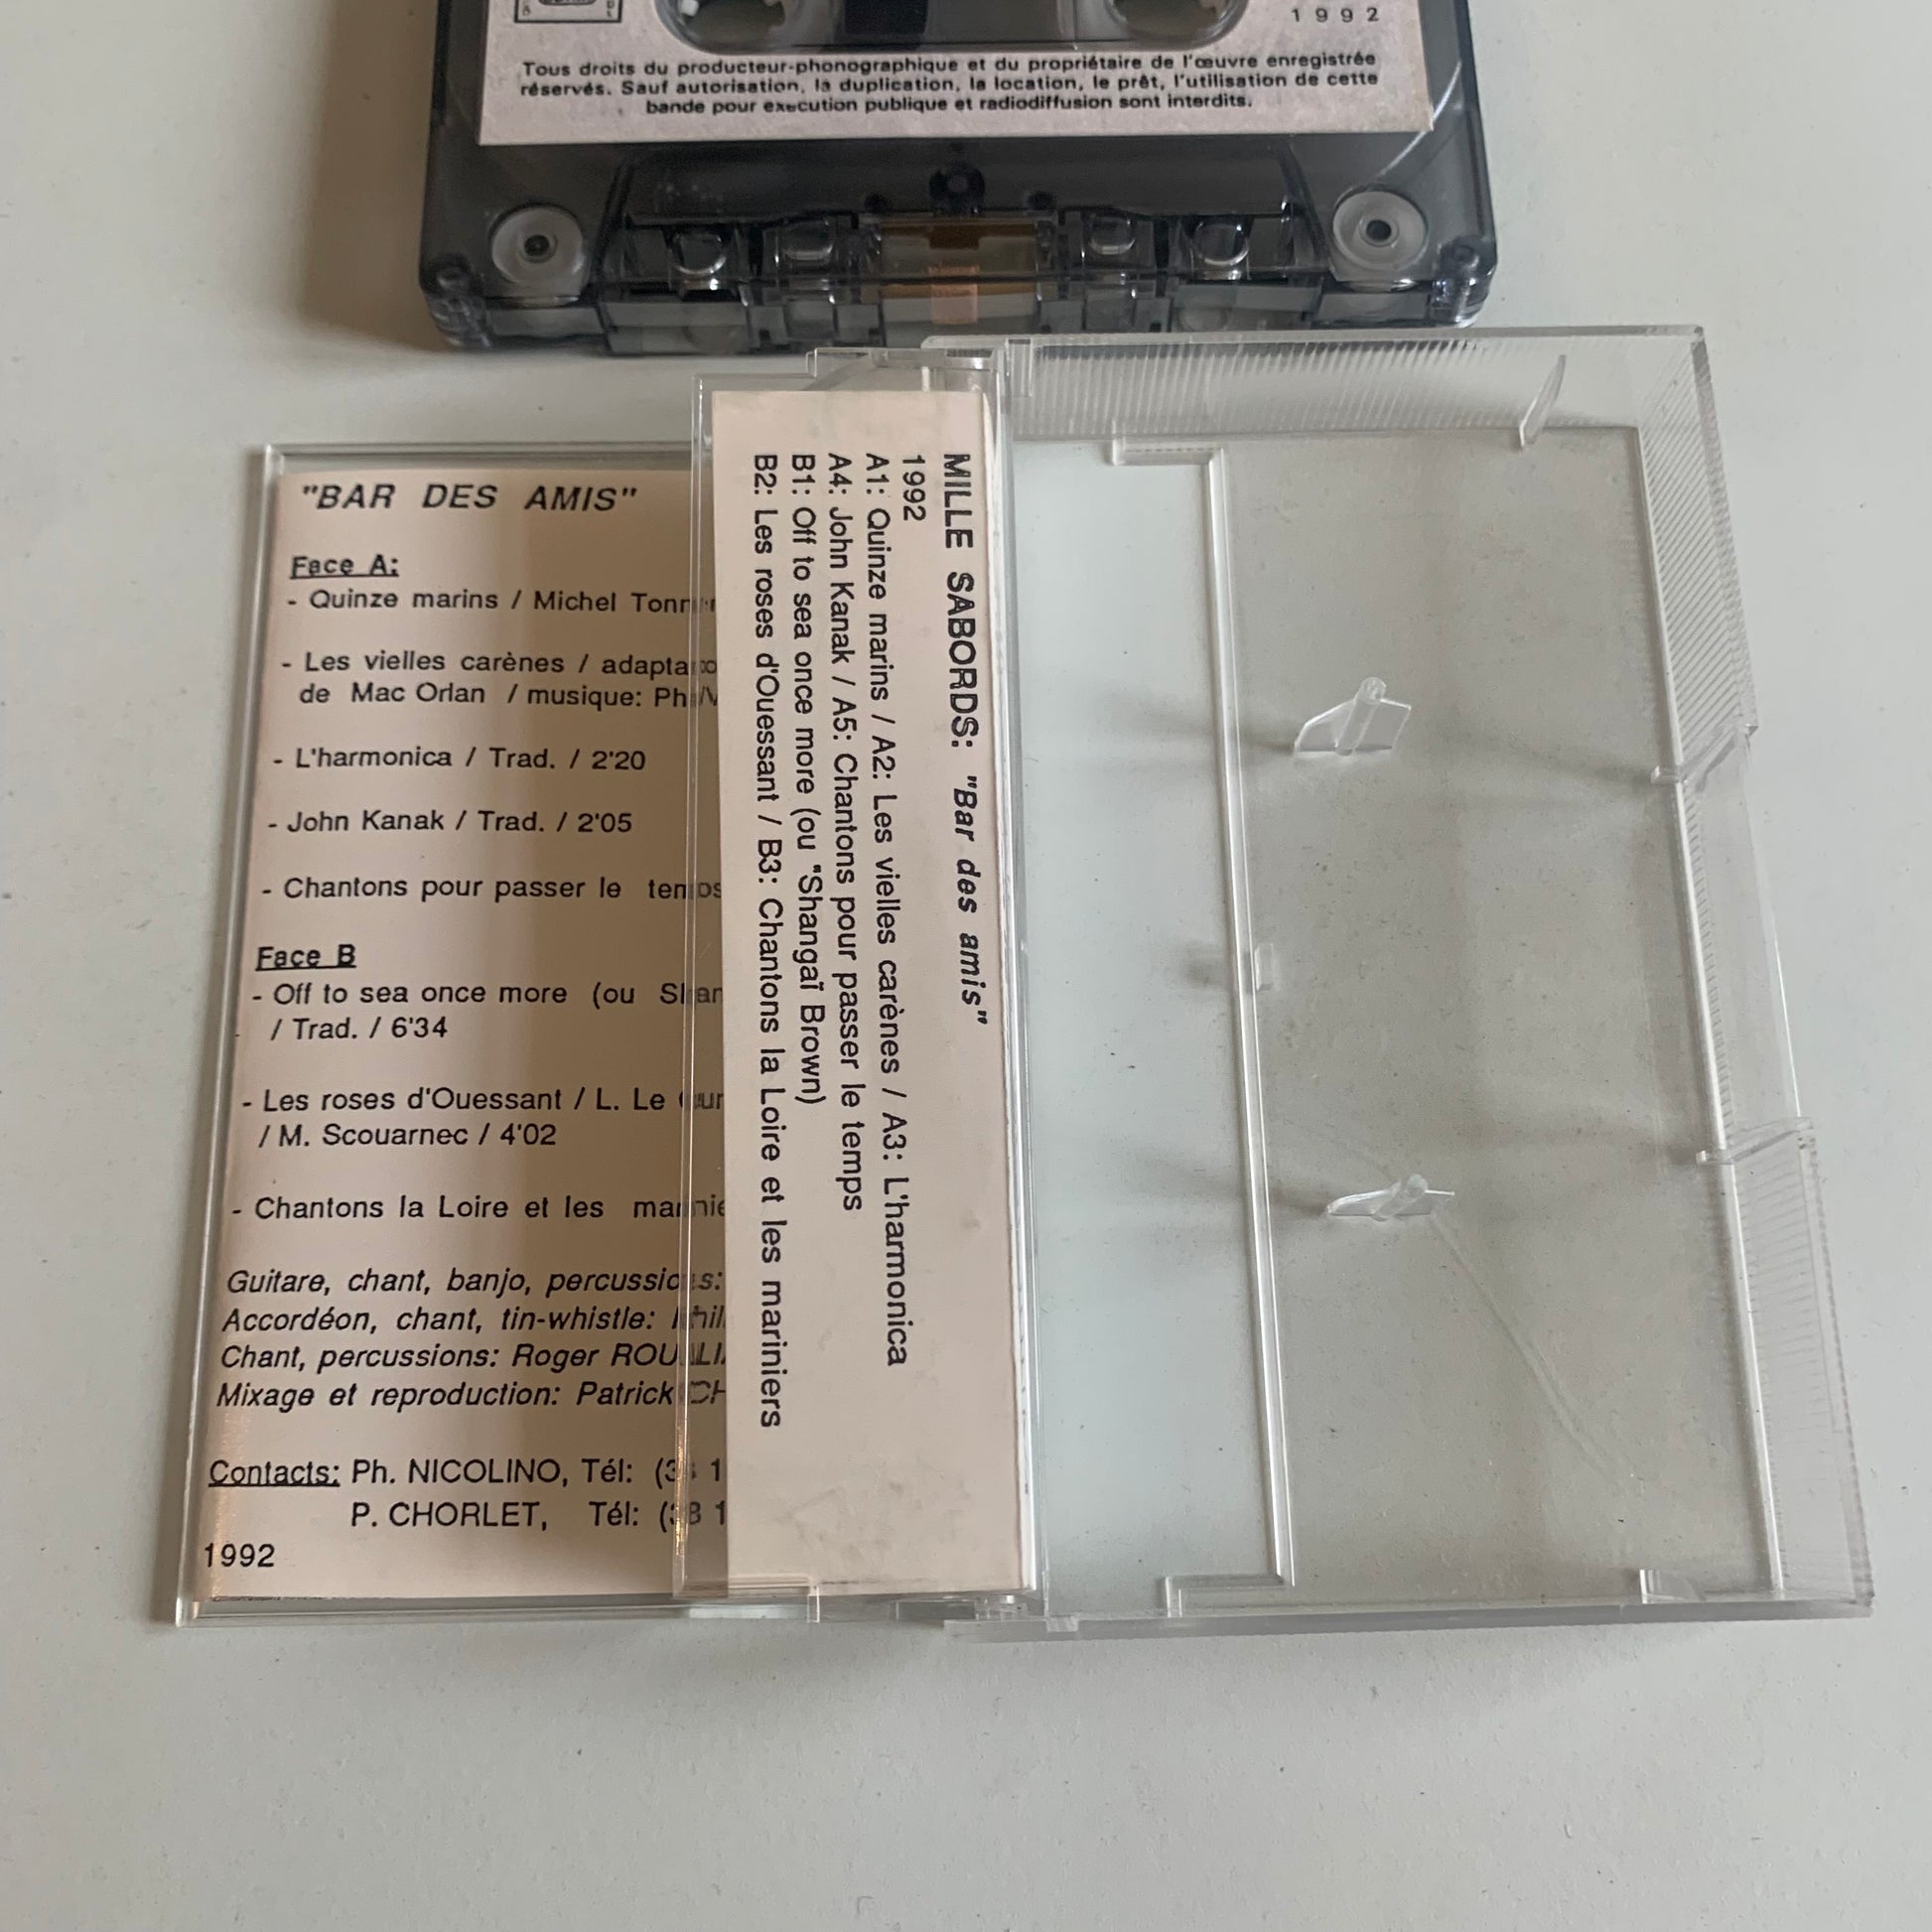 1992
Tous droits du producteur-phonographique et du propriétaire de l'œuvre enregistrée
réservés. Sauf autorisation, la duplication, la location, le prêt, l'utilisation de cette
bande pour execution publique et radiodiffusion sont interdits.
"BAR DES AMIS"
Face A:
- Quinze marins / Michel
- Les vielles carènes /
de Mac Orlan / musique:
- L'harmonica / Trad. / 2'20
- John Kanak / Trad. / 2'05
- Chantons pour passer le temps
Face B
- Off to sea once more (ou
/ Trad. / 6'34
- Les roses d'Ouessant / L. Le
/ M. Scouarnec / 4'02
- Chantons la Loire et les
Guitare, chant, banjo, percussions:
Accordéon, chant, tin-whistle:
Chant, percussions: Roger
Mixage et reproduction: Patrick
Contacts: Ph. NICOLINO, Tél:
P. CHORLET, Tél:
1992
MILLE SABORDS: "Bar des amis"
1992
A1: Quinze marins / A2: Les vielles carènes / A3: L'harmonica
A4: John Kanak / A5: Chantons pour passer le temps
B1: Off to sea once more (ou "Shangaï Brown)
B2: Les roses d'Ouessant / B3: Chantons la Loire et les mariniers